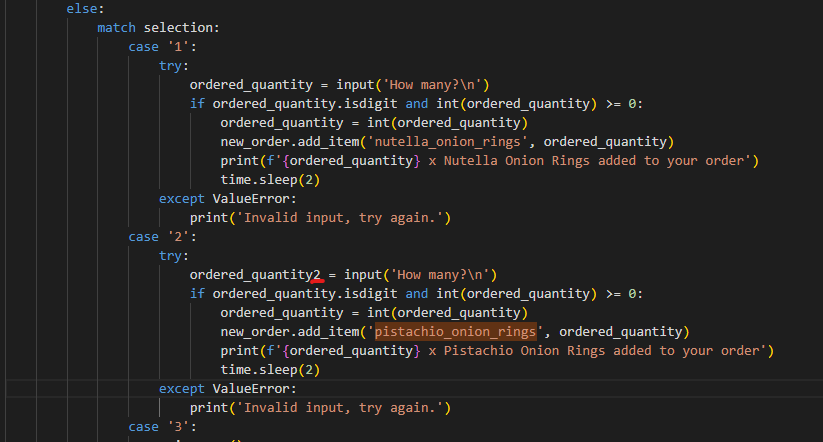 else:
match selection:
case '1':
try:
ordered_quantity = input('How many?\n')
if ordered_quantity.isdigit and int(ordered_quantity) >= 0:
ordered_quantity = int(ordered_quantity)
new_order.add_item('nutella_onion_rings', ordered_quantity)
print(f'{ordered_quantity} x Nutella Onion Rings added to your order')
time.sleep(2)
except ValueError:
print('Invalid input, try again.')
case '2':
try:
ordered_quantity2 = input('How many?\n')
if ordered_quantity.isdigit and int(ordered_quantity) >= 0:
ordered_quantity = int(ordered_quantity)
new_order.add_item('pistachio_onion_rings', ordered_quantity)
print(f'{ordered_quantity} x Pistachio Onion Rings added to your order')
time.sleep(2)
except ValueError:
print('Invalid input, try again.')
case '3':